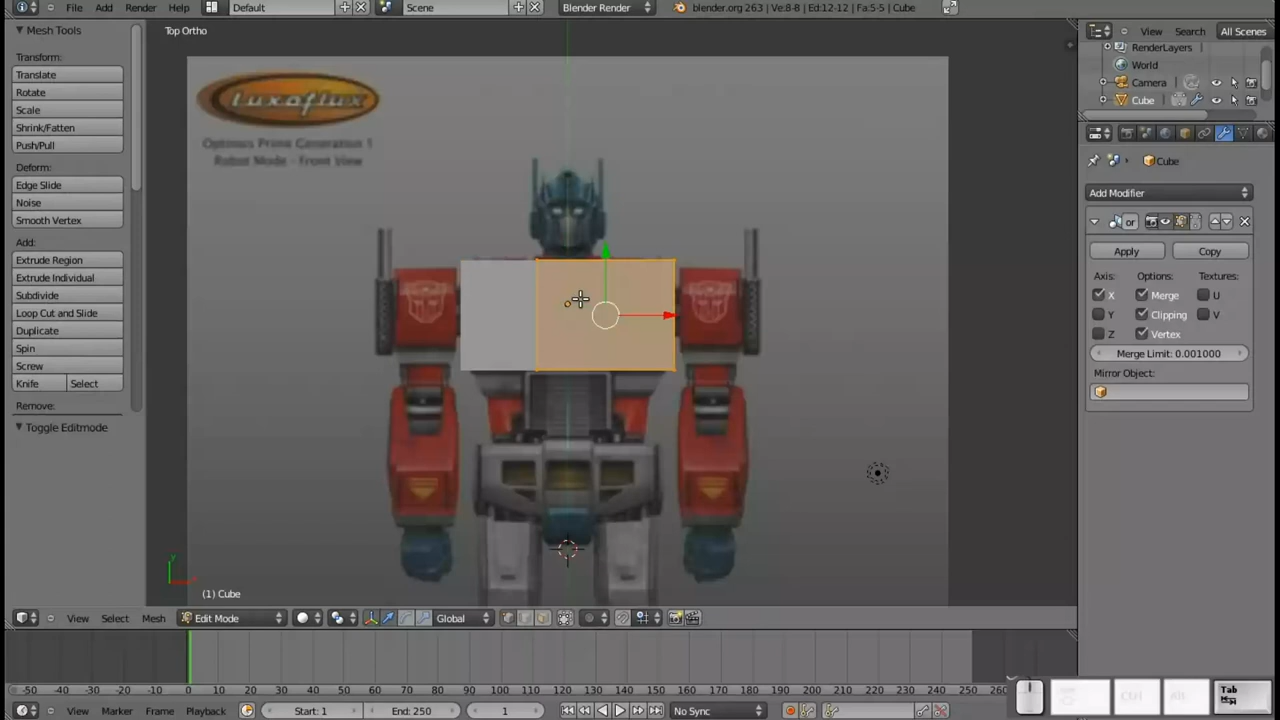 File Add Render Help Default Scene Blender Render blender.org 263 | Ve:8-8 | Ed:12-12 | Fa:5-5 | Cube
Mesh Tools
Transform:
Translate
Rotate
Scale
Shrink/Fatten
Push/Pull
Deform:
Edge Slide
Noise
Smooth Vertex
Add:
Extrude Region
Extrude Individual
Subdivide
Loop Cut and Slide
Duplicate
Spin
Screw
Knife Select
Remove:
Toggle Editmode
Top Ortho
Luxoflux
Optimus Prime Generation 1
Robot Mode - Front View
Y
(1) Cube
View Select Mesh Edit Mode Global
-50 -40 -30 -20 -10 0 10 20 30 40 50 60 70 80 90 100 110 120 130 140 150 160 170 180 190 200 210 220 230 240 250 260
View Marker Frame Playback Start: 1 End: 250 1 No Sync
View Search All Scenes
RenderLayers
World
Camera
Cube
Cube
Add Modifier
or
Apply Copy
Axis: Options: Textures:
X Merge U
Y Clipping V
Z Vertex
Merge Limit: 0.001000
Mirror Object:
Ctrl Alt Tab